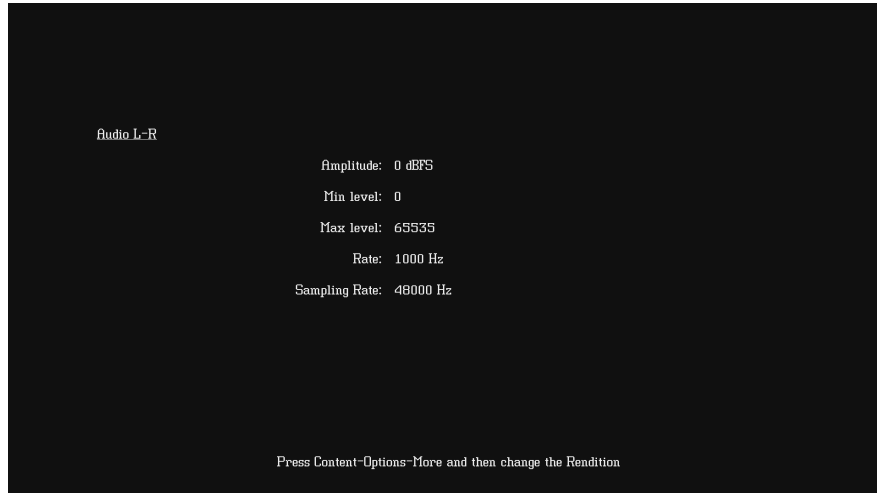 Audio L-R
Amplitude: 0 dBFS
Min level: 0
Max level: 65535
Rate: 1000 Hz
Sampling Rate: 48000 Hz
Press Content-Options-More and then change the Rendition